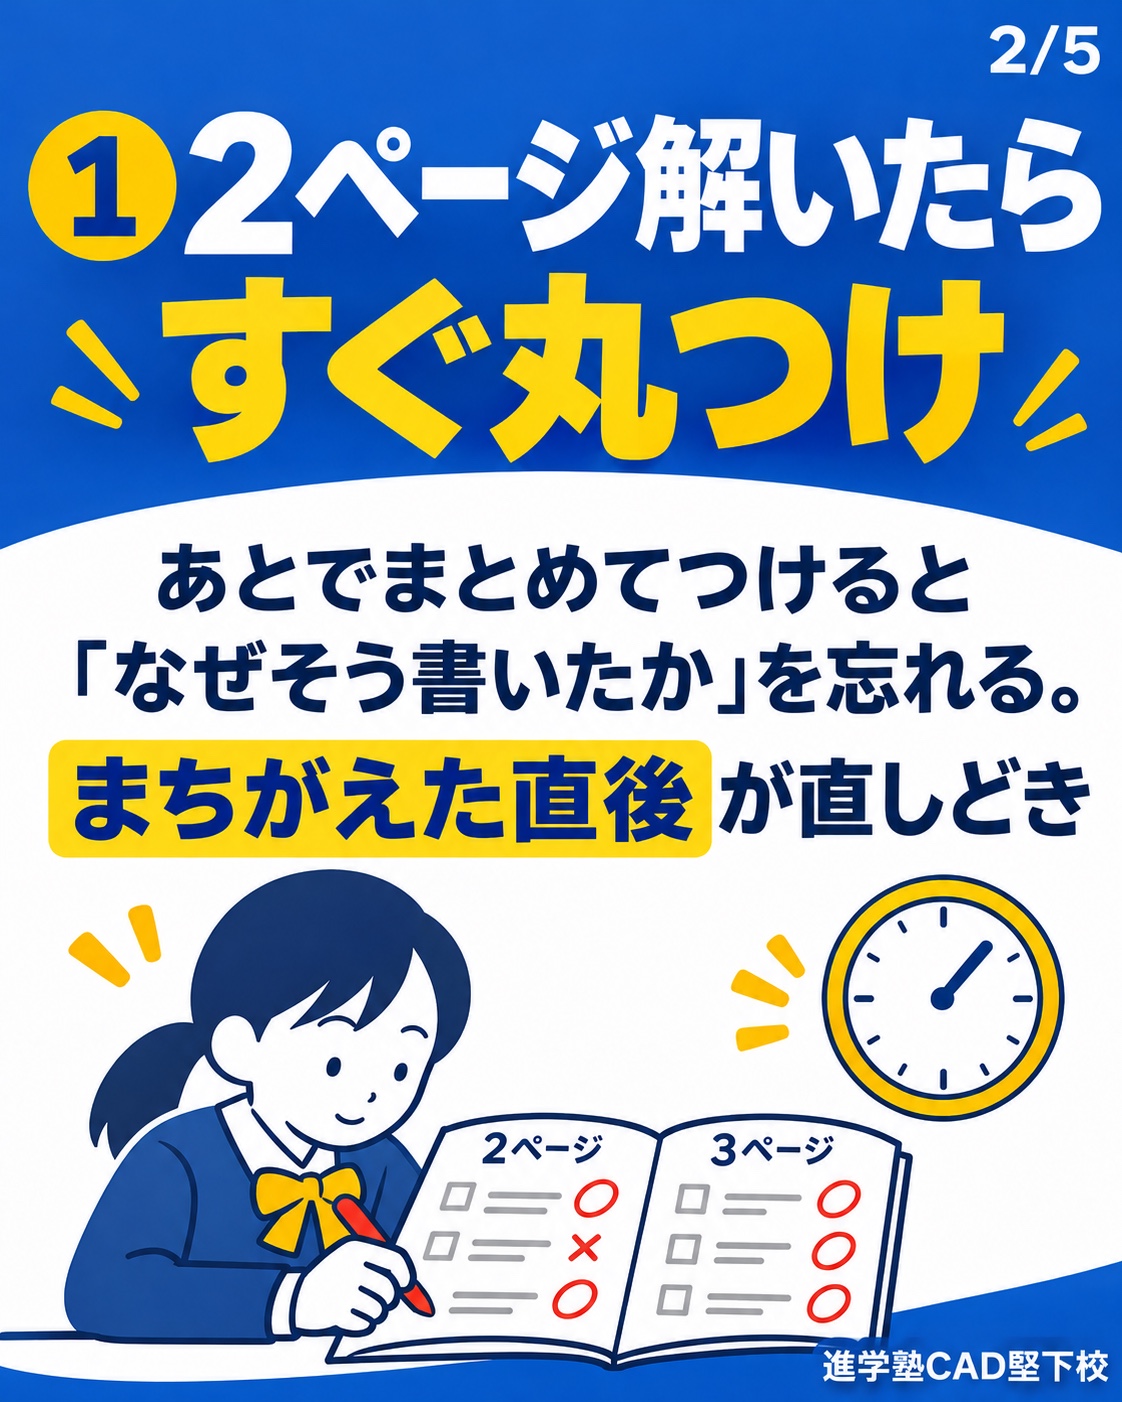 2/5
1 2ページ解いたら
すぐ丸つけ
あとでまとめてつけると
「なぜそう書いたか」を忘れる。
まちがえた直後が直しどき
2ページ
3ページ
進学塾CAD堅下校